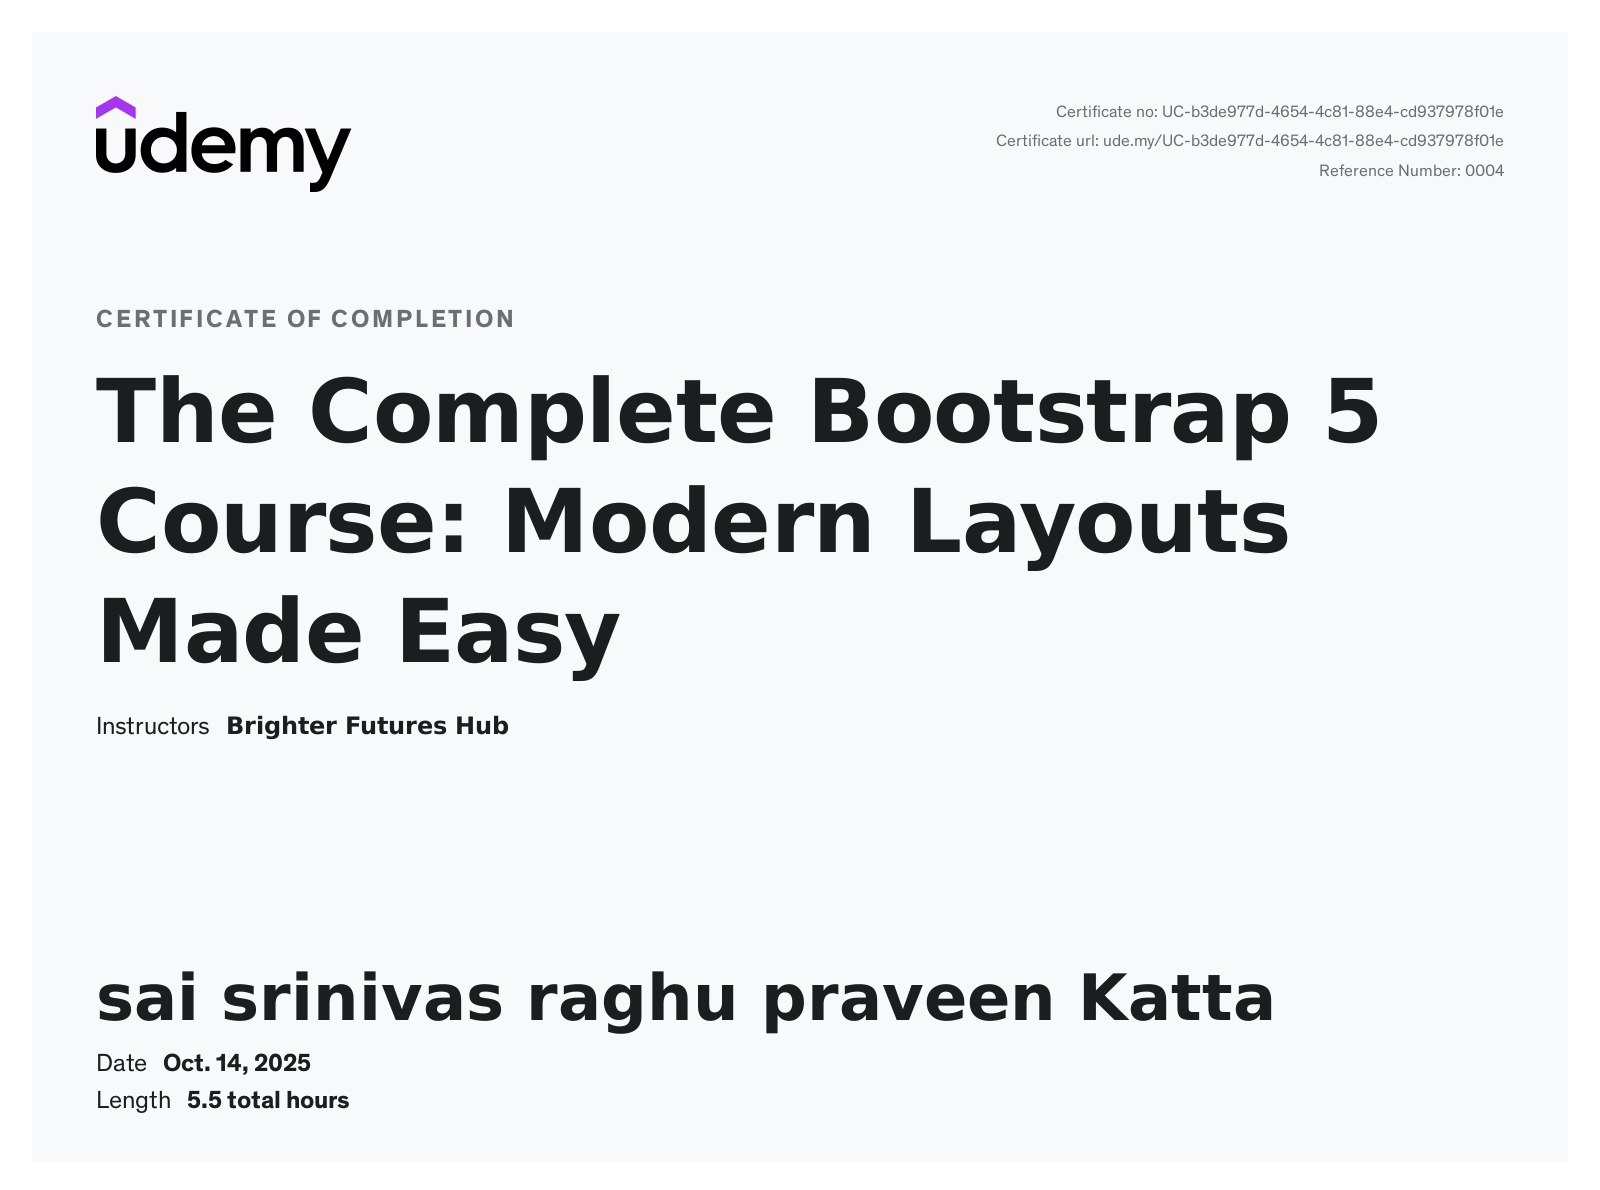 udemy
Certificate no: UC-b3de977d-4654-4c81-88e4-cd937978f01e
Certificate url: ude.my/UC-b3de977d-4654-4c81-88e4-cd937978f01e
Reference Number: 0004
CERTIFICATE OF COMPLETION
The Complete Bootstrap 5
Course: Modern Layouts
Made Easy
Instructors Brighter Futures Hub
sai srinivas raghu praveen Katta
Date Oct. 14, 2025
Length 5.5 total hours